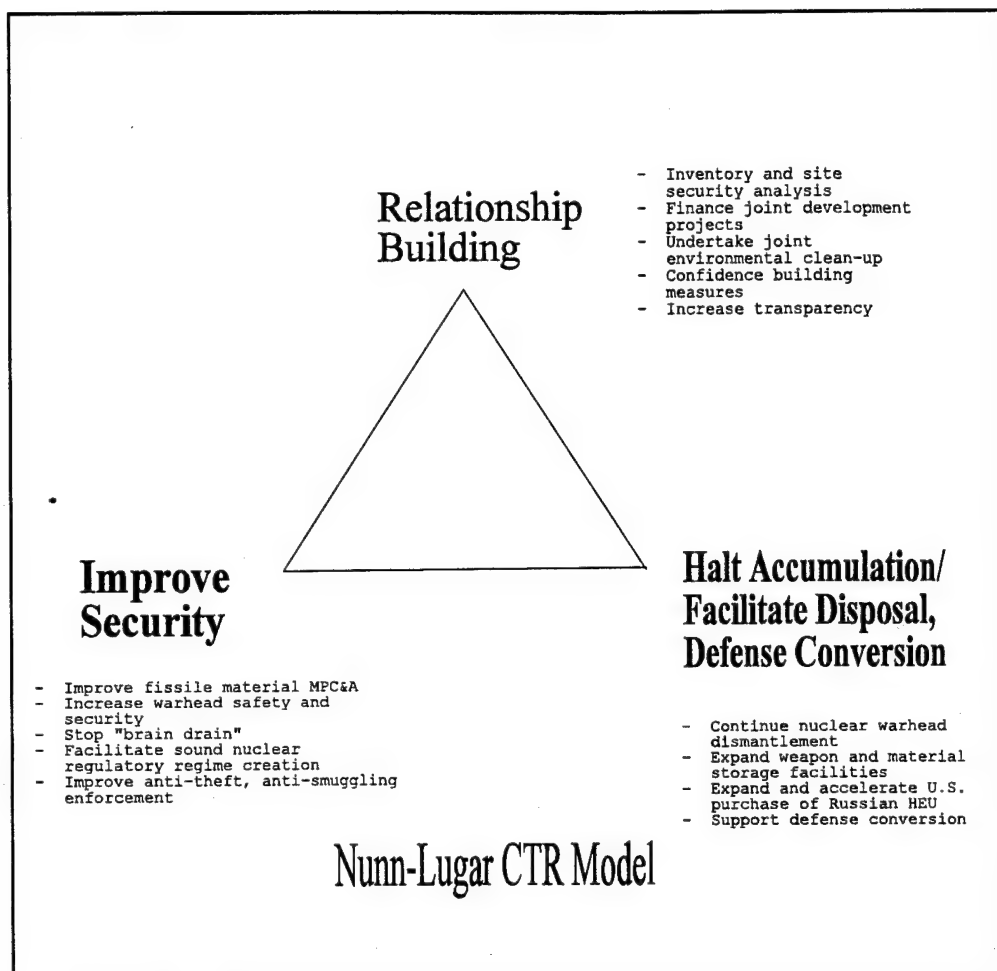 Relationship
Building
- Inventory and site
security analysis
- Finance joint development
projects
- Undertake joint
environmental clean-up
- Confidence building
measures
- Increase transparency
Improve
Security
- Improve fissile material MPC&A
- Increase warhead safety and
security
- Stop "brain drain"
- Facilitate sound nuclear
regulatory regime creation
- Improve anti-theft, anti-smuggling
enforcement
Halt Accumulation/
Facilitate Disposal,
Defense Conversion
- Continue nuclear warhead
dismantlement
- Expand weapon and material
storage facilities
- Expand and accelerate U.S.
purchase of Russian HEU
- Support defense conversion
Nunn-Lugar CTR Model